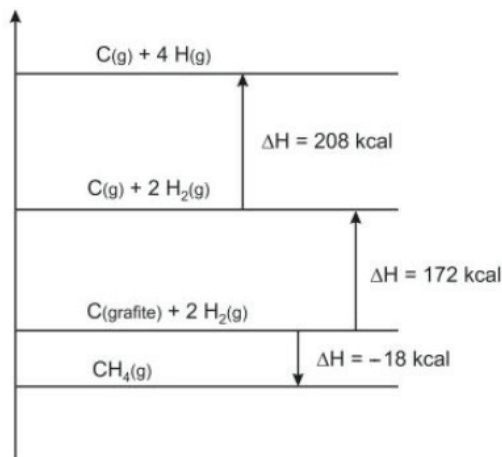 C(g) + 4 H(g)
ΔH = 208 kcal
C(g) + 2 H₂(g)
ΔH = 172 kcal
C(grafite) + 2 H₂(g)
ΔH = –18 kcal
CH₄(g)